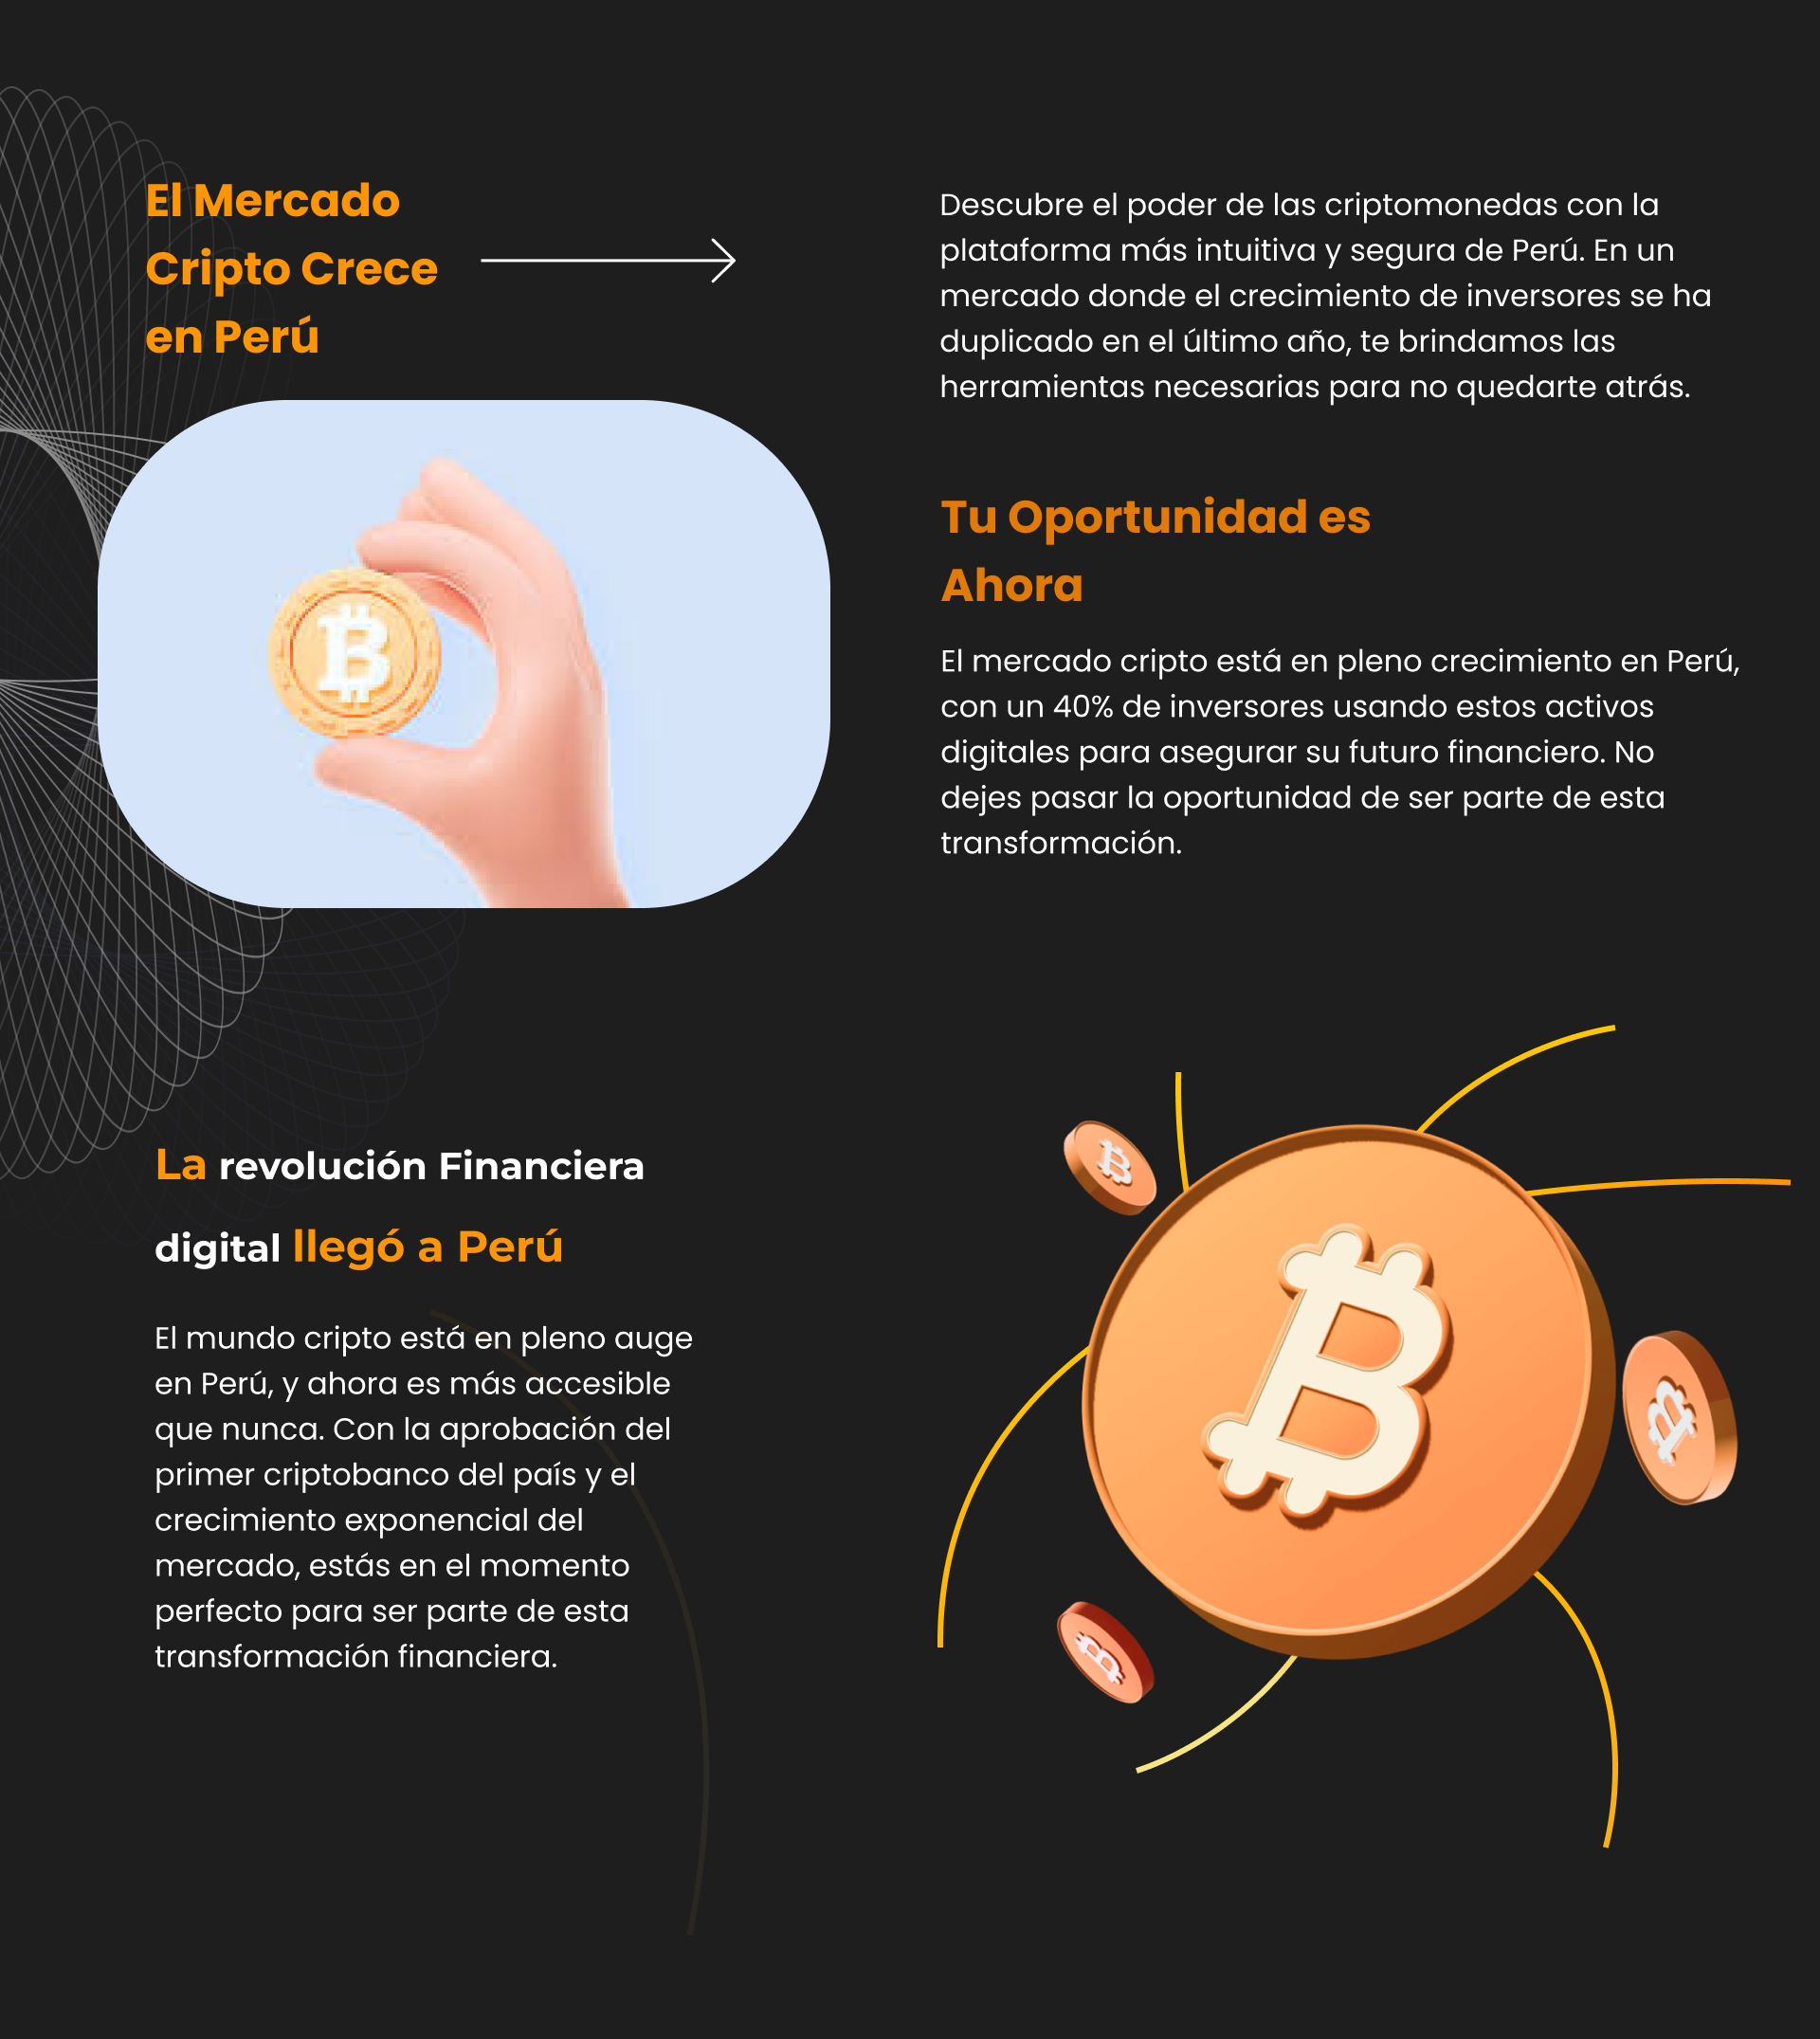 El Mercado
Cripto Crece
en Perú
Descubre el poder de las criptomonedas con la
plataforma más intuitiva y segura de Perú. En un
mercado donde el crecimiento de inversores se ha
duplicado en el último año, te brindamos las
herramientas necesarias para no quedarte atrás.
Tu Oportunidad es
Ahora
El mercado cripto está en pleno crecimiento en Perú,
con un 40% de inversores usando estos activos
digitales para asegurar su futuro financiero. No
dejes pasar la oportunidad de ser parte de esta
transformación.
La revolución Financiera
digital llegó a Perú
El mundo cripto está en pleno auge
en Perú, y ahora es más accesible
que nunca. Con la aprobación del
primer criptobanco del país y el
crecimiento exponencial del
mercado, estás en el momento
perfecto para ser parte de esta
transformación financiera.